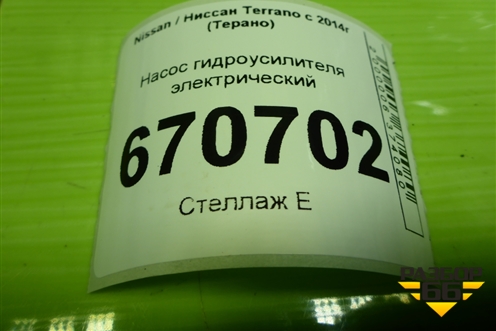 Nissan / Ниссан Terrano с 2014г
(Терано)
Насос гидроусилителя
электрический
670702
Стеллаж Е
РАЗБОР
66